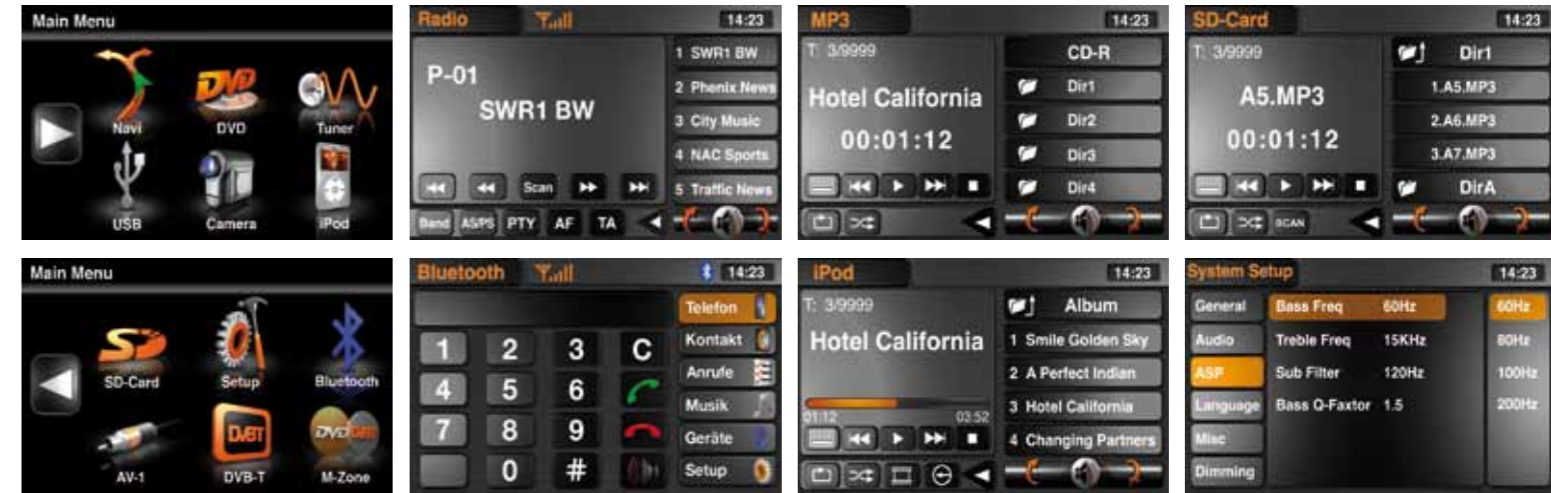 Main Menu
Navi
DVD
Tuner
USB
Camera
iPod
Radio
14:23
P-01
SWR1 BW
1 SWR1 BW
2 Phenix News
3 City Music
4 NAC Sports
5 Traffic News
Scan
Band AS/PS PTY AF TA
MP3
14:23
T: 3/9999
Hotel California
00:01:12
CD-R
Dir1
Dir2
Dir3
Dir4
SD-Card
14:23
T: 3/9999
A5.MP3
00:01:12
Dir1
1.A5.MP3
2.A6.MP3
3.A7.MP3
DirA
SCAN
Main Menu
SD-Card
Setup
Bluetooth
AV-1
DVB-T
M-Zone
Bluetooth
14:23
1 2 3 C
4 5 6
7 8 9
0 #
Telefon
Kontakt
Anrufe
Musik
Geräte
Setup
iPod
14:23
T: 3/9999
Hotel California
01:12 03:52
Album
1 Smile Golden Sky
2 A Perfect Indian
3 Hotel California
4 Changing Partners
System Setup
14:23
General
Audio
ASP
Language
Misc
Dimming
Bass Freq 60Hz
Treble Freq 15KHz
Sub Filter 120Hz
Bass Q-Faxtor 1.5
60Hz
80Hz
100Hz
200Hz